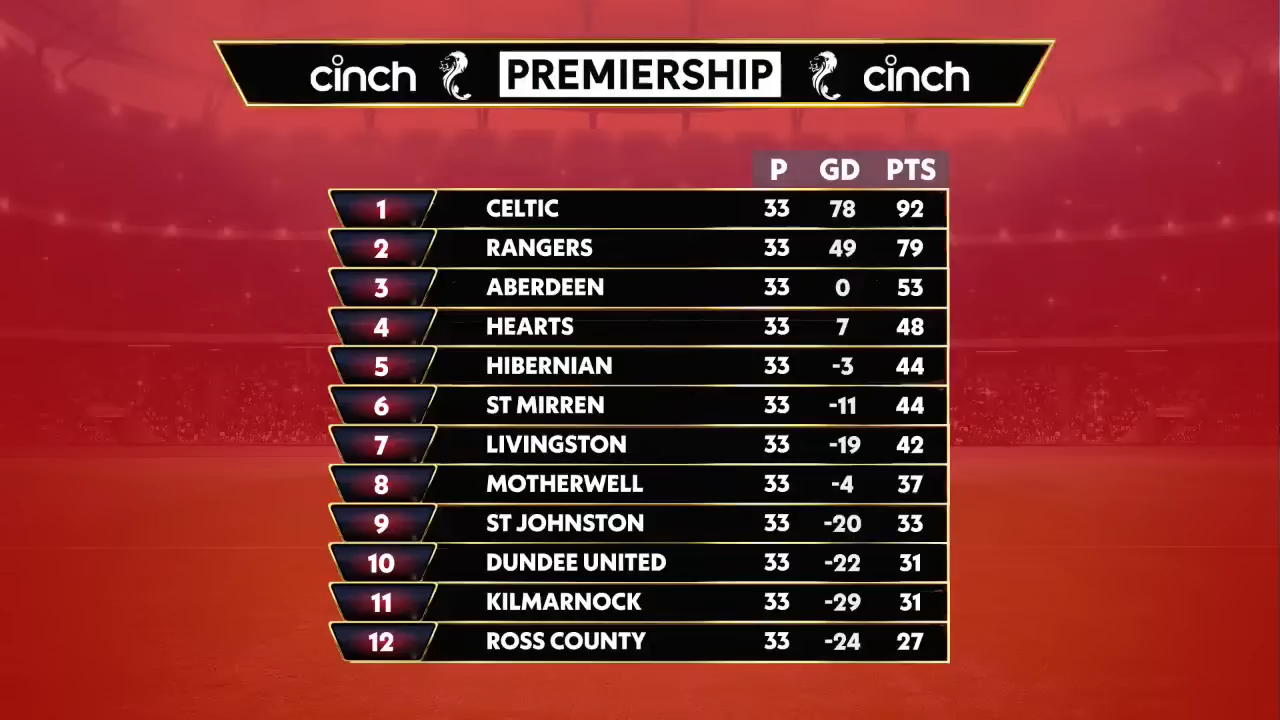 cinch PREMIERSHIP cinch
P GD PTS
1 CELTIC 33 78 92
2 RANGERS 33 49 79
3 ABERDEEN 33 0 53
4 HEARTS 33 7 48
5 HIBERNIAN 33 -3 44
6 ST MIRREN 33 -11 44
7 LIVINGSTON 33 -19 42
8 MOTHERWELL 33 -4 37
9 ST JOHNSTON 33 -20 33
10 DUNDEE UNITED 33 -22 31
11 KILMARNOCK 33 -29 31
12 ROSS COUNTY 33 -24 27